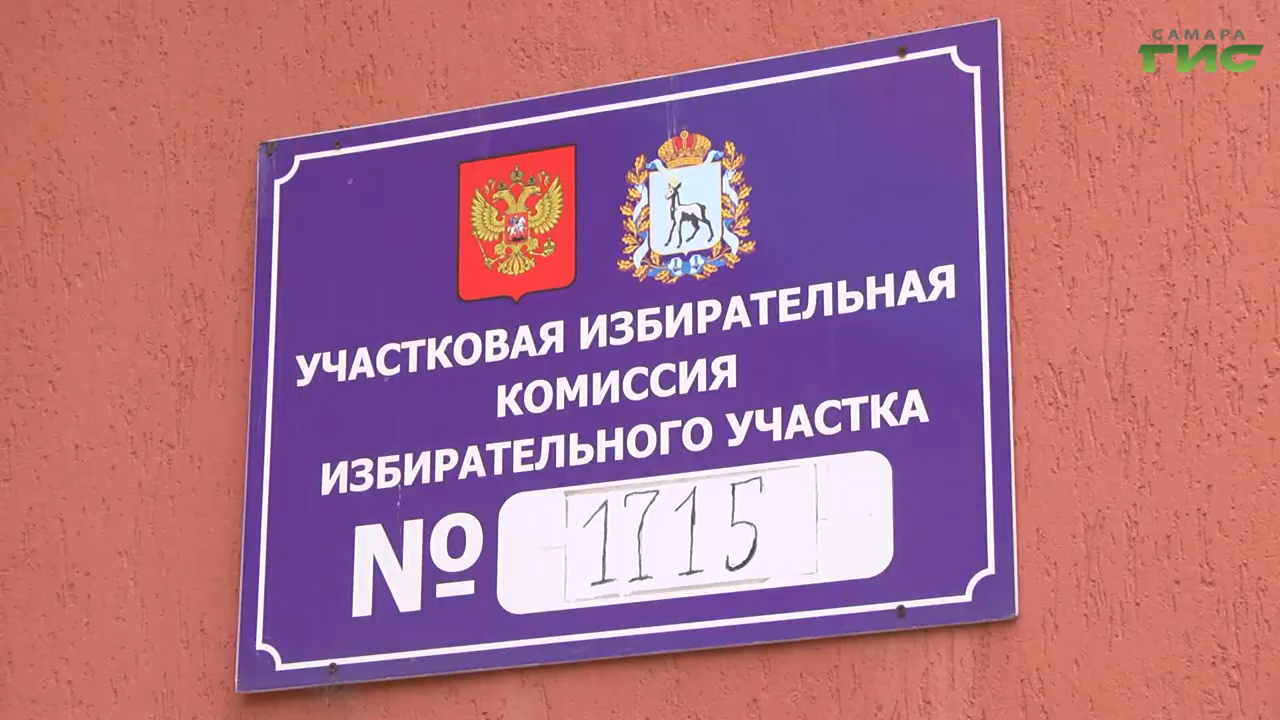 САМАРА
ГИС
УЧАСТКОВАЯ ИЗБИРАТЕЛЬНАЯ
КОМИССИЯ
ИЗБИРАТЕЛЬНОГО УЧАСТКА
№ 1715